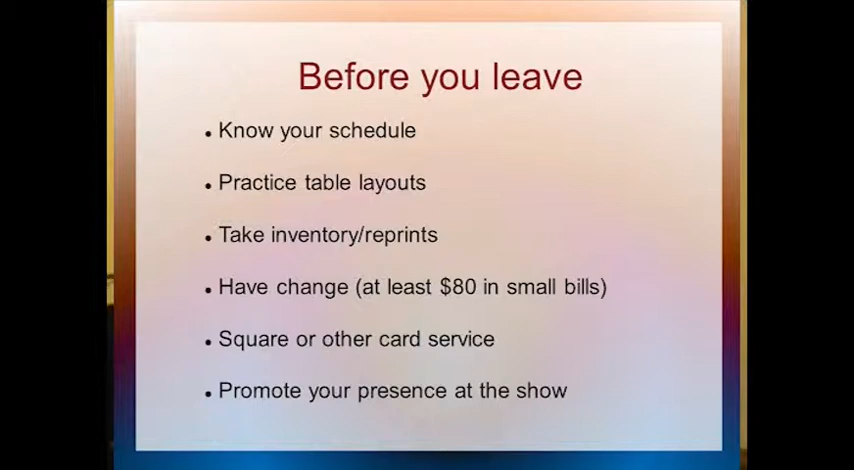 Before you leave
• Know your schedule
• Practice table layouts
• Take inventory/reprints
• Have change (at least $80 in small bills)
• Square or other card service
• Promote your presence at the show